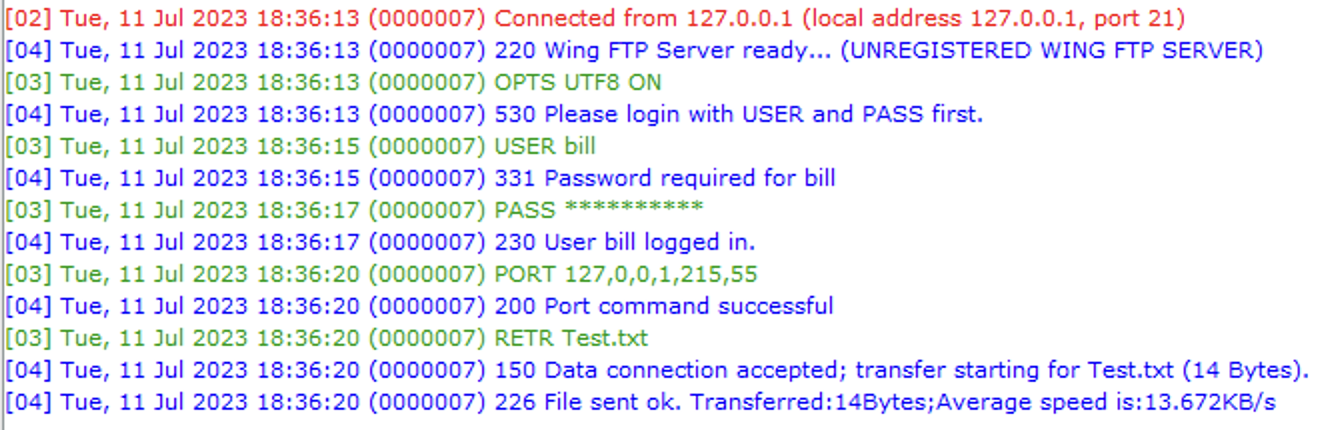 [02] Tue, 11 Jul 2023 18:36:13 (0000007) Connected from 127.0.0.1 (local address 127.0.0.1, port 21)
[04] Tue, 11 Jul 2023 18:36:13 (0000007) 220 Wing FTP Server ready... (UNREGISTERED WING FTP SERVER)
[03] Tue, 11 Jul 2023 18:36:13 (0000007) OPTS UTF8 ON
[04] Tue, 11 Jul 2023 18:36:13 (0000007) 530 Please login with USER and PASS first.
[03] Tue, 11 Jul 2023 18:36:15 (0000007) USER bill
[04] Tue, 11 Jul 2023 18:36:15 (0000007) 331 Password required for bill
[03] Tue, 11 Jul 2023 18:36:17 (0000007) PASS **********
[04] Tue, 11 Jul 2023 18:36:17 (0000007) 230 User bill logged in.
[03] Tue, 11 Jul 2023 18:36:20 (0000007) PORT 127,0,0,1,215,55
[04] Tue, 11 Jul 2023 18:36:20 (0000007) 200 Port command successful
[03] Tue, 11 Jul 2023 18:36:20 (0000007) RETR Test.txt
[04] Tue, 11 Jul 2023 18:36:20 (0000007) 150 Data connection accepted; transfer starting for Test.txt (14 Bytes).
[04] Tue, 11 Jul 2023 18:36:20 (0000007) 226 File sent ok. Transferred:14Bytes;Average speed is:13.672KB/s